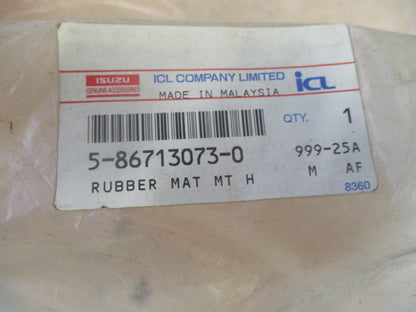 ISUZU ICL COMPANY LIMITED icL
GENUINE ACCESSORIES MADE IN MALAYSIA
QTY. 1
5-86713073-0 999-25A
RUBBER MAT MT H M AF
8360